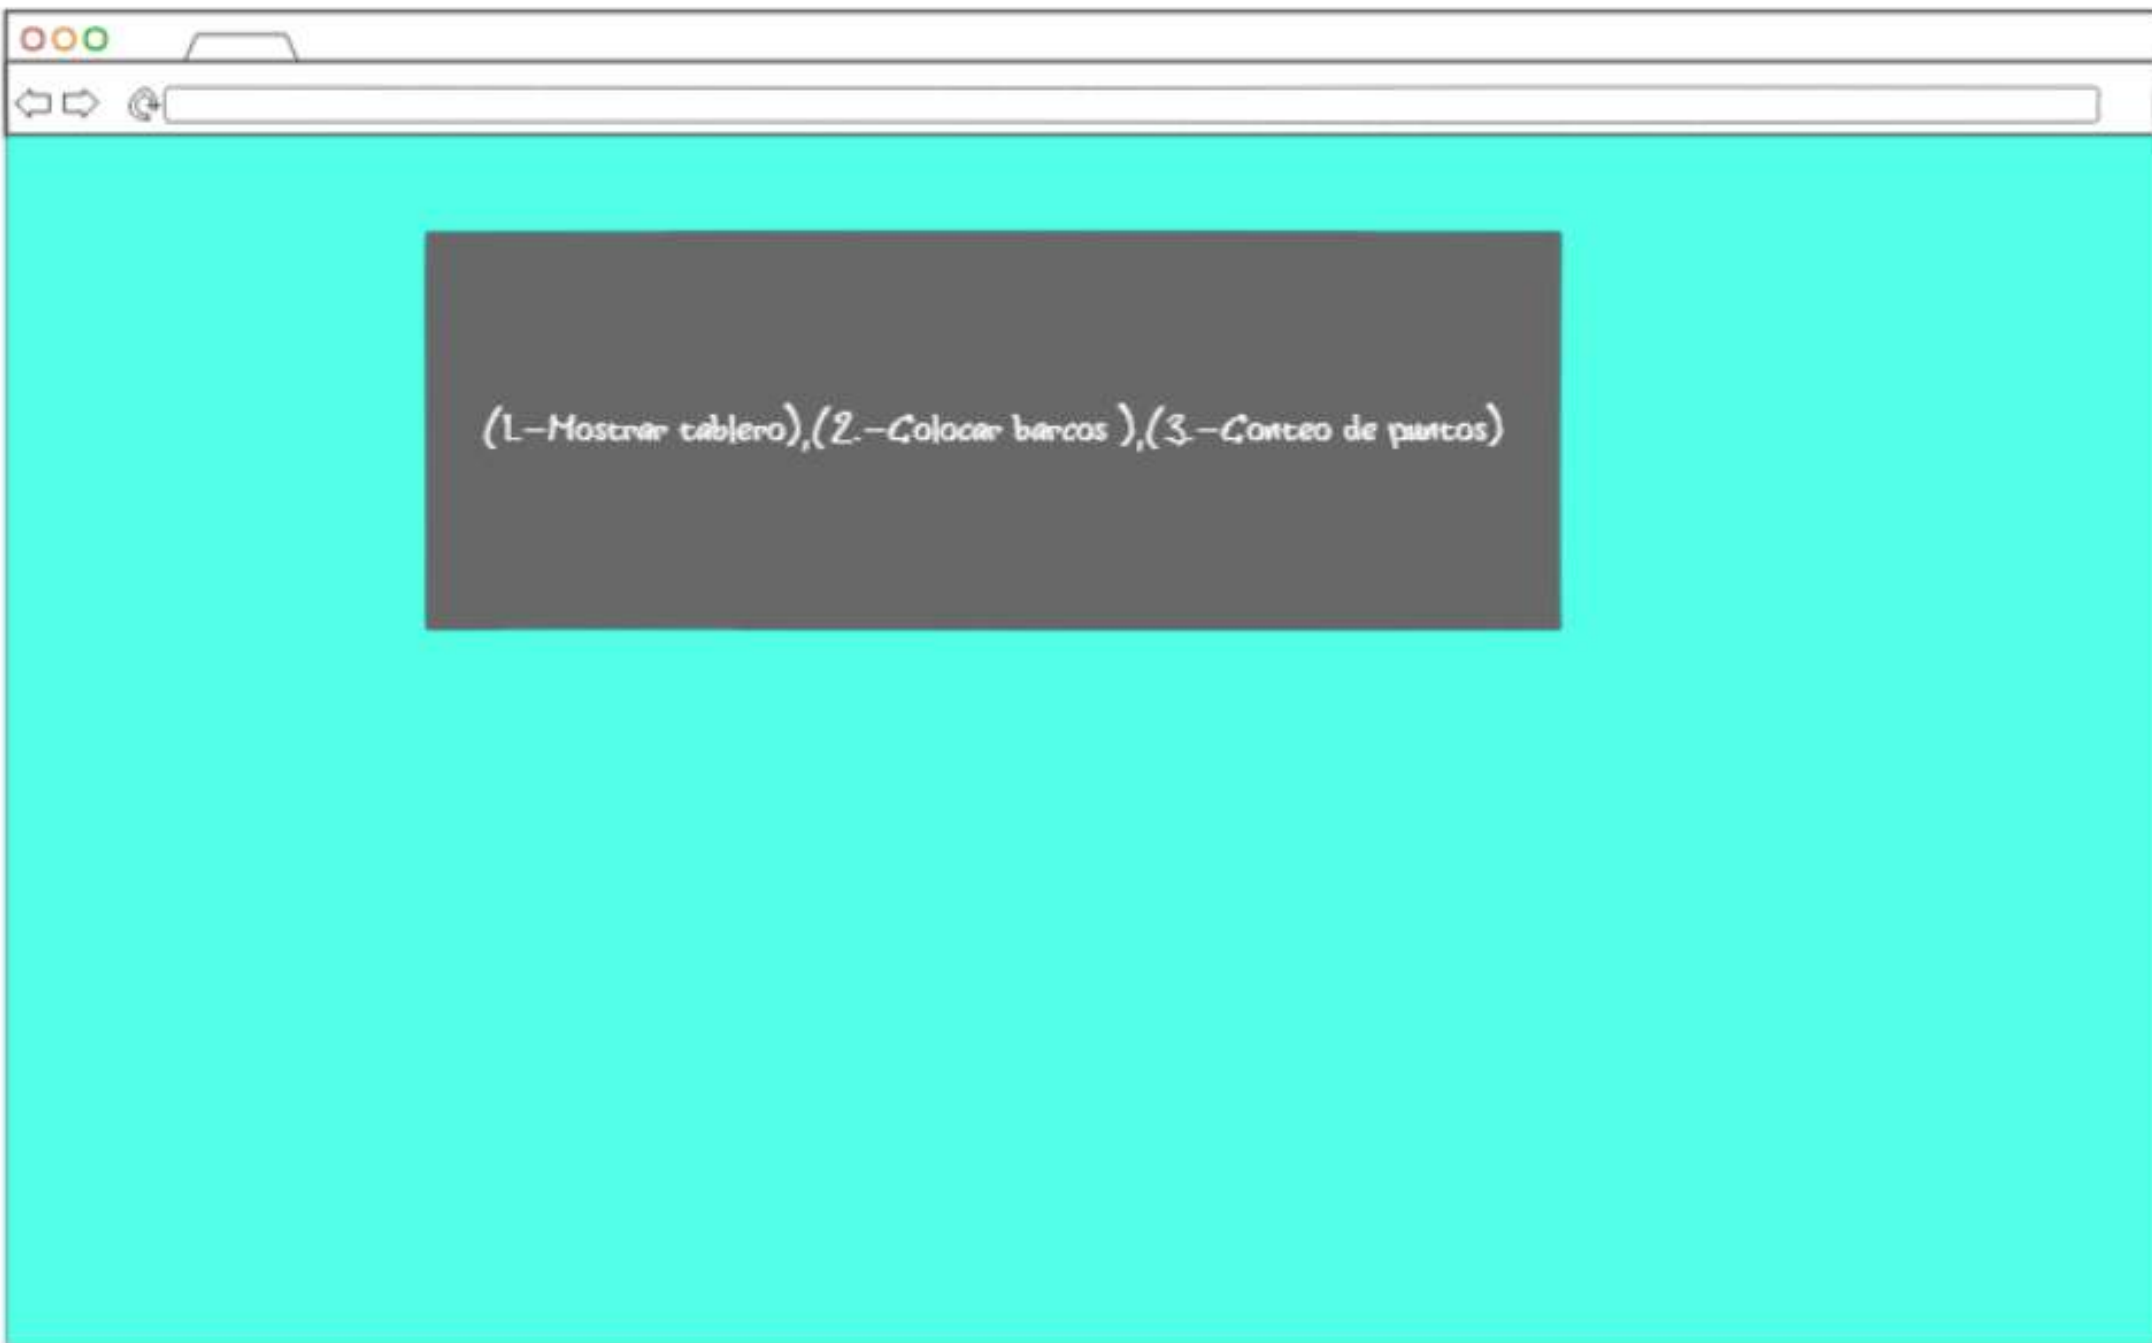 (1.-Mostrar tablero),(2.-Colocar barcos ),(3.-Conteo de puntos)